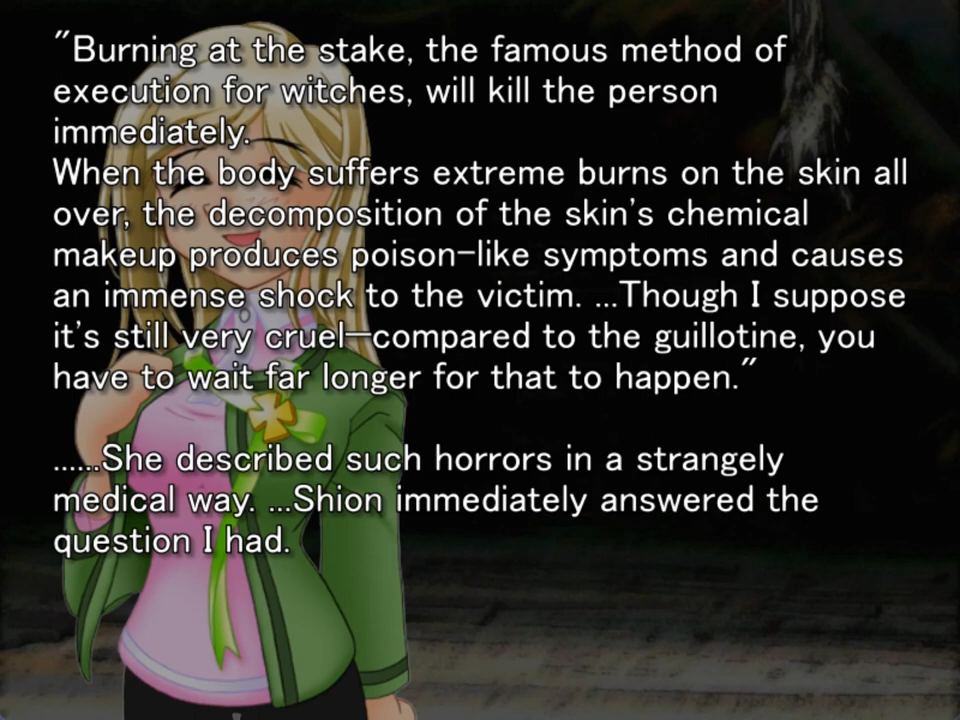 "Burning at the stake, the famous method of
execution for witches, will kill the person
immediately.
When the body suffers extreme burns on the skin all
over, the decomposition of the skin's chemical
makeup produces poison-like symptoms and causes
an immense shock to the victim. ...Though I suppose
it's still very cruel—compared to the guillotine, you
have to wait far longer for that to happen."
......She described such horrors in a strangely
medical way. ...Shion immediately answered the
question I had.